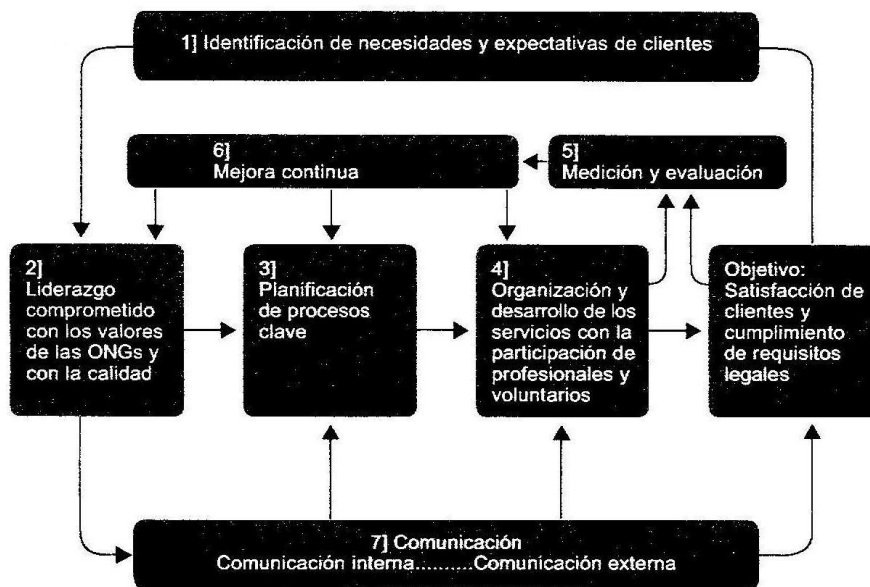 1] Identificación de necesidades y expectativas de clientes
6]
Mejora continua
5]
Medición y evaluación
2]
Liderazgo
comprometido
con los valores
de las ONGs y
con la calidad
3]
Planificación
de procesos
clave
4]
Organización y
desarrollo de los
servicios con la
participación de
profesionales y
voluntarios
Objetivo:
Satisfacción de
clientes y
cumplimiento
de requisitos
legales
7] Comunicación
Comunicación interna..........Comunicación externa